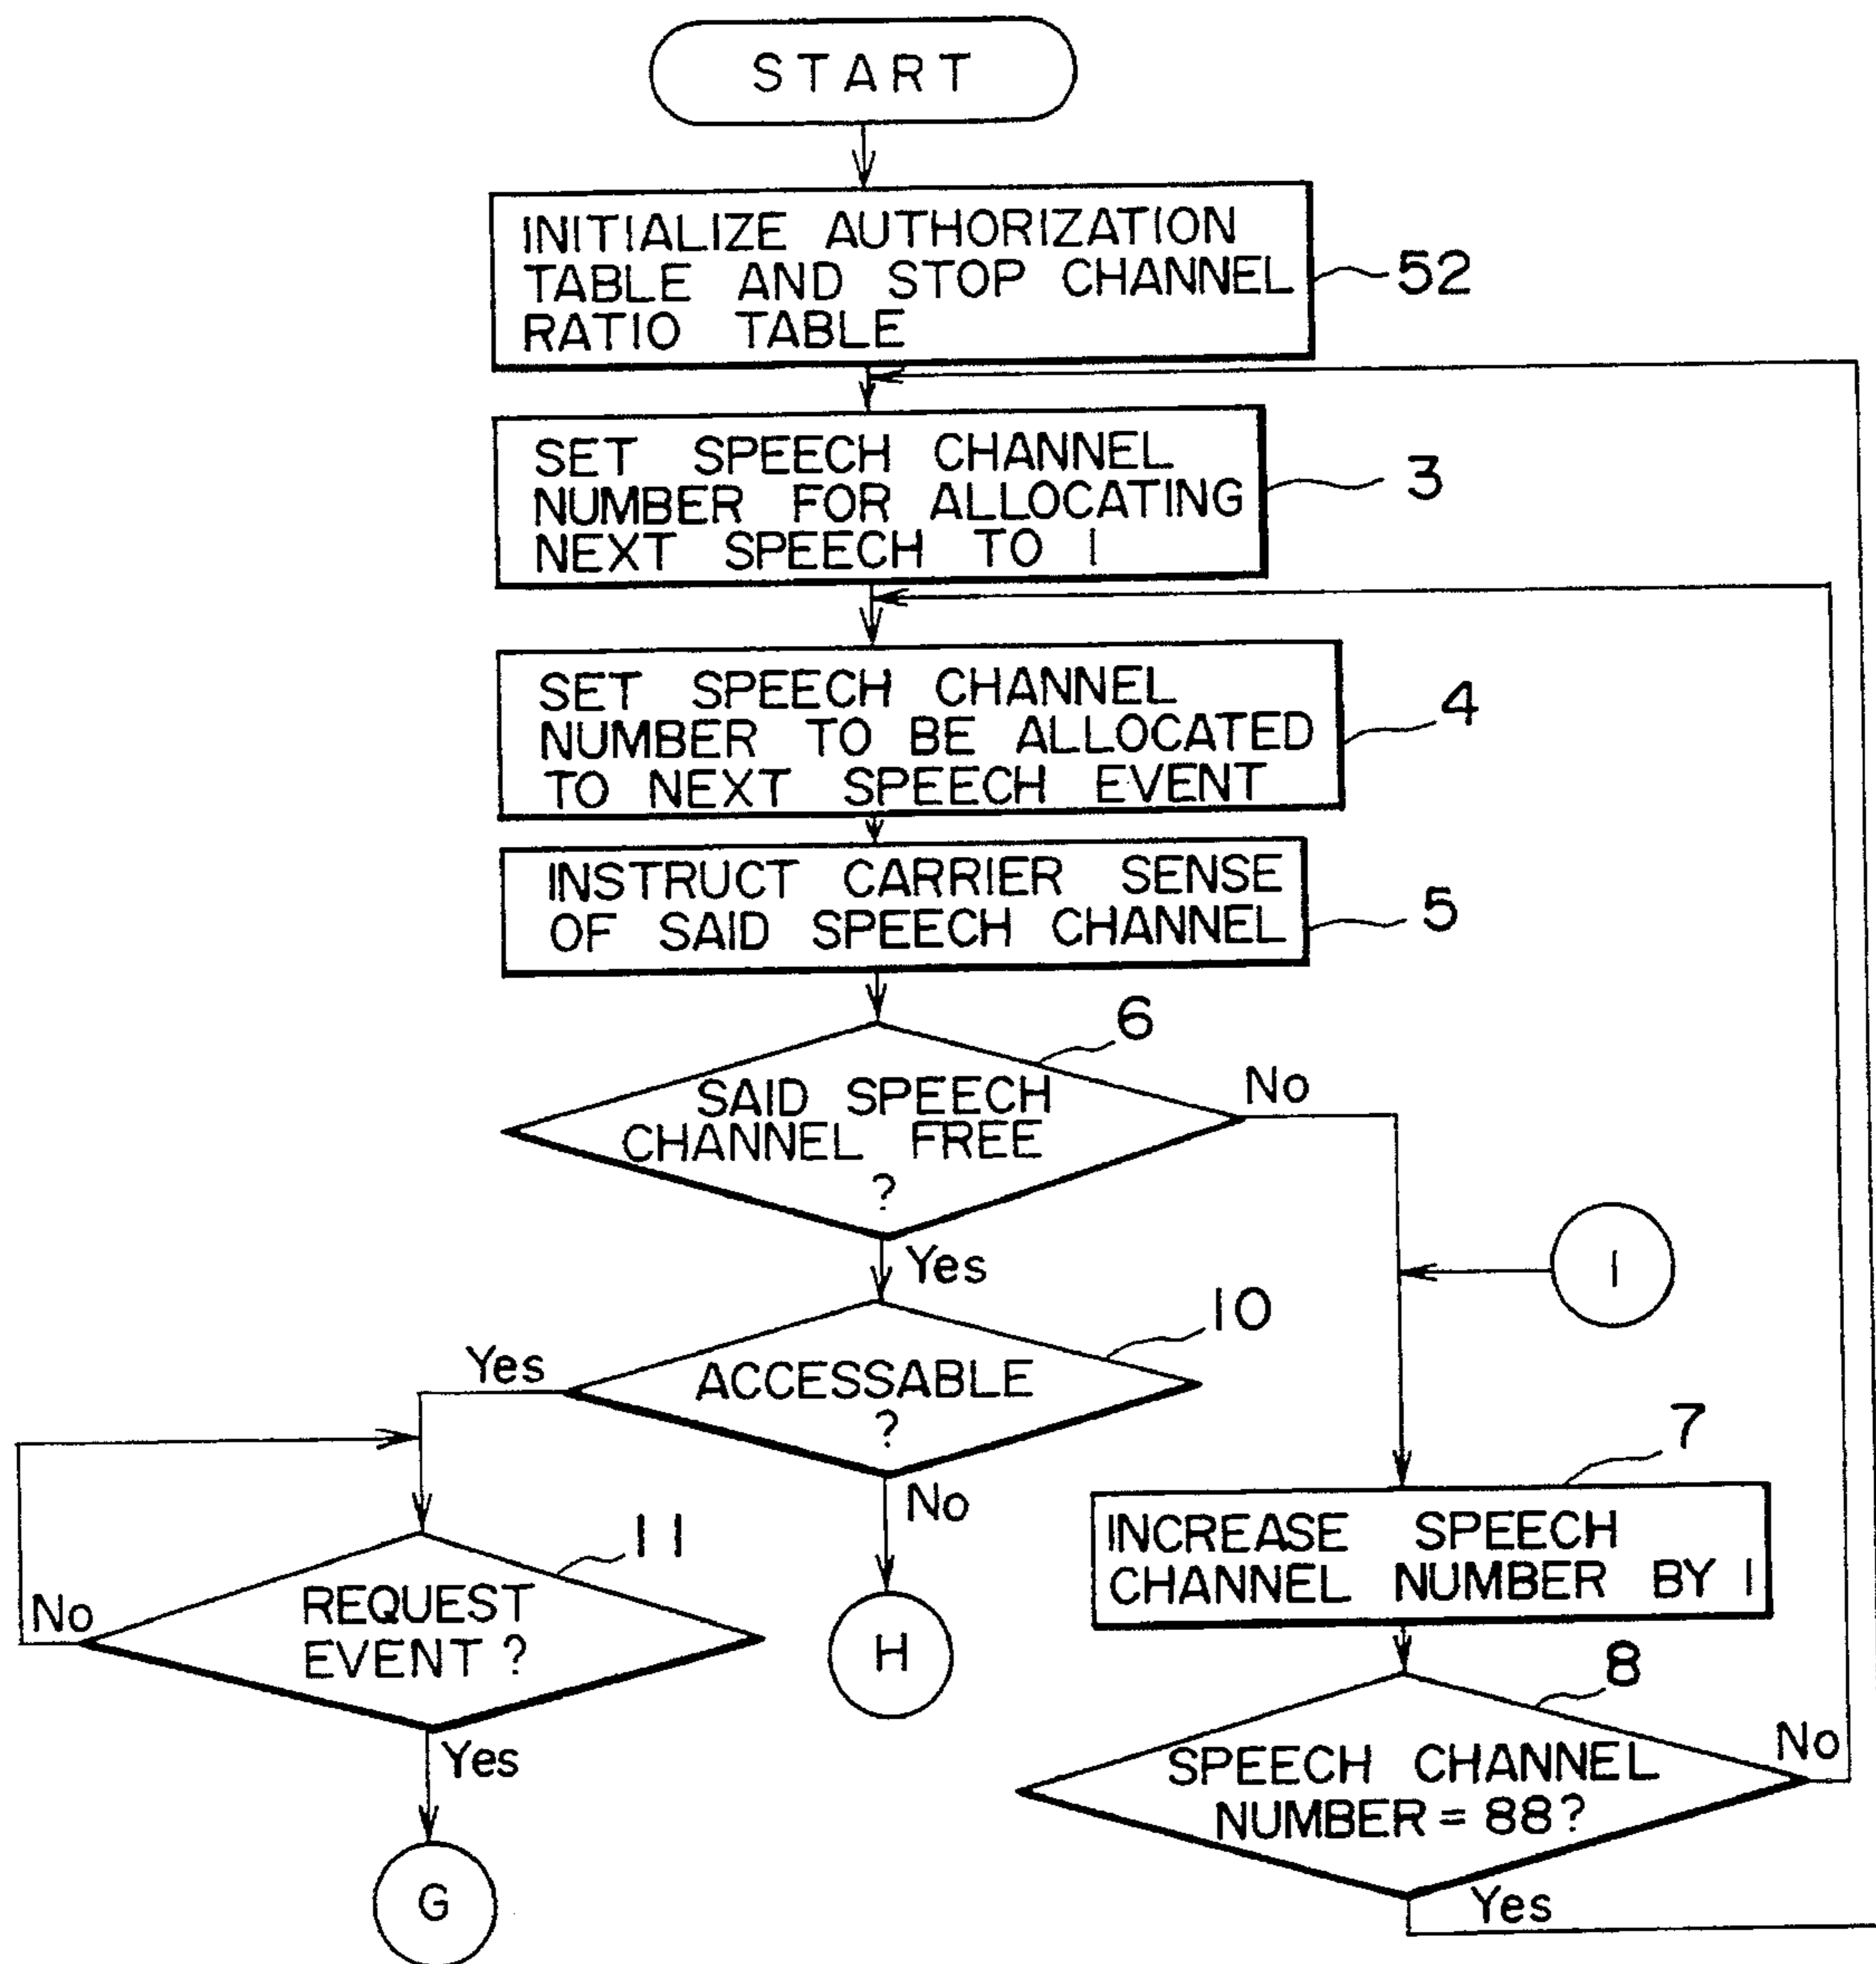 START
INITIALIZE AUTHORIZATION
TABLE AND STOP CHANNEL
RATIO TABLE
52
SET SPEECH CHANNEL
NUMBER FOR ALLOCATING
NEXT SPEECH TO 1
3
SET SPEECH CHANNEL
NUMBER TO BE ALLOCATED
TO NEXT SPEECH EVENT
4
INSTRUCT CARRIER SENSE
OF SAID SPEECH CHANNEL
5
6
SAID SPEECH
CHANNEL FREE
?
No
Yes
I
10
ACCESSABLE
?
Yes
No
7
INCREASE SPEECH
CHANNEL NUMBER BY 1
11
REQUEST
EVENT ?
No
Yes
H
8
SPEECH CHANNEL
NUMBER = 88?
No
Yes
G